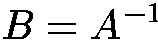 B = A⁻¹